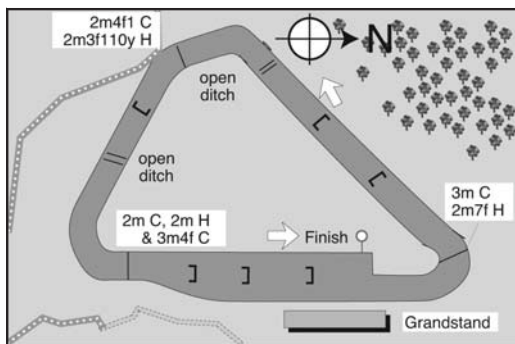 2m4f1 C
2m3f110y H
N
open
ditch
open
ditch
3m C
2m7f H
2m C, 2m H
& 3m4f C
Finish
Grandstand